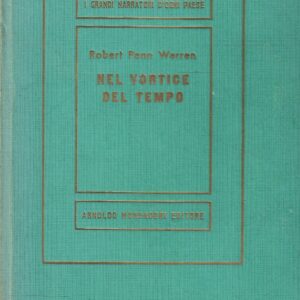 I GRANDI NARRATORI D'OGNI PAESE
Robert Penn Warren
NEL VORTICE
DEL TEMPO
ARNOLDO MONDADORI EDITORE